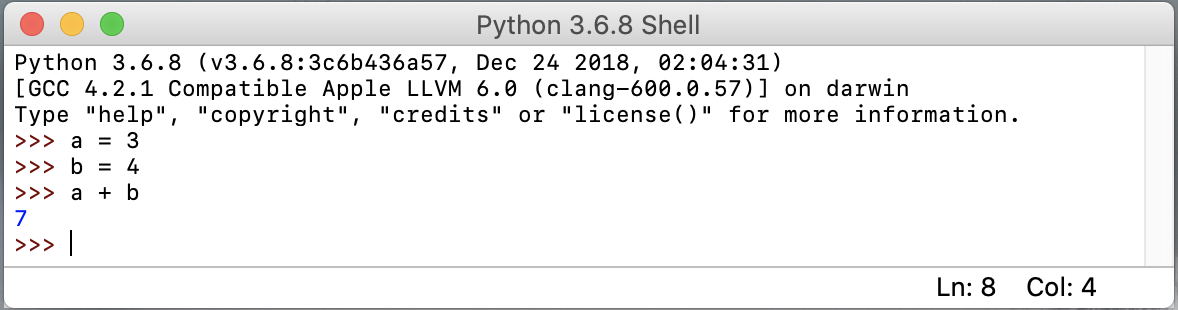 Python 3.6.8 Shell
Python 3.6.8 (v3.6.8:3c6b436a57, Dec 24 2018, 02:04:31)
[GCC 4.2.1 Compatible Apple LLVM 6.0 (clang-600.0.57)] on darwin
Type "help", "copyright", "credits" or "license()" for more information.
>>> a = 3
>>> b = 4
>>> a + b
7
>>>
Ln: 8 Col: 4